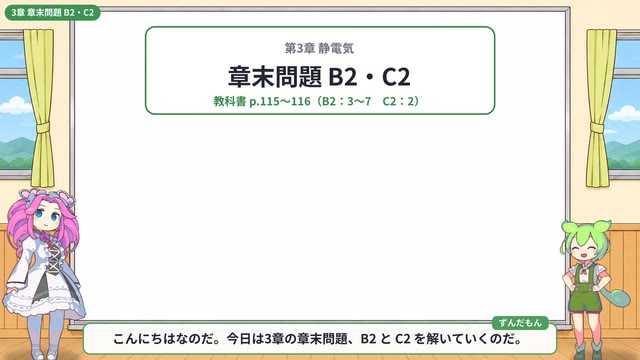 3章 章末問題 B2・C2
第3章 静電気
章末問題 B2・C2
教科書 p.115〜116（B2：3〜7　C2：2）
ずんだもん
こんにちはなのだ。今日は3章の章末問題、B2 と C2 を解いていくのだ。